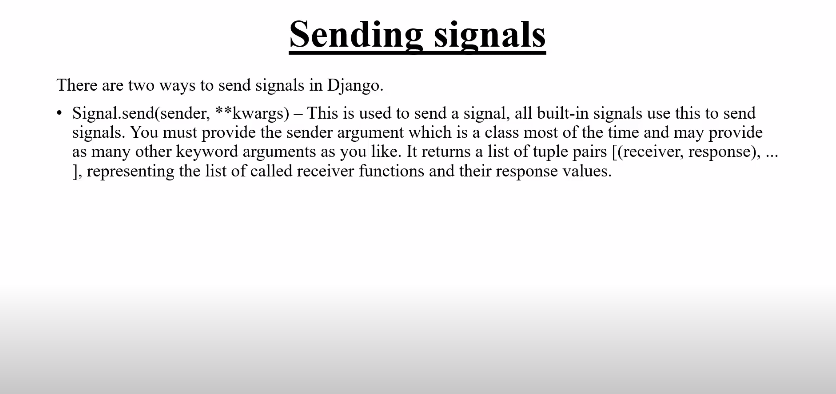 Sending signals
There are two ways to send signals in Django.
• Signal.send(sender, **kwargs) – This is used to send a signal, all built-in signals use this to send
signals. You must provide the sender argument which is a class most of the time and may provide
as many other keyword arguments as you like. It returns a list of tuple pairs [(receiver, response), ...
], representing the list of called receiver functions and their response values.